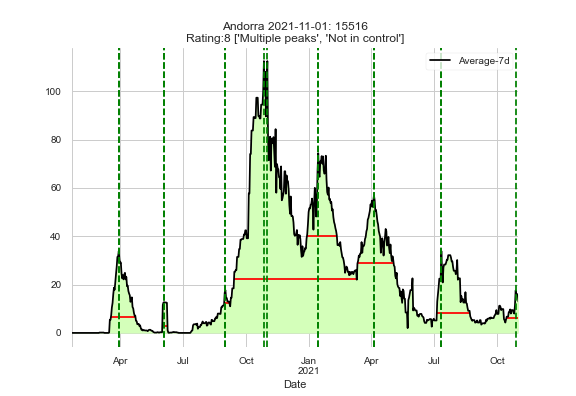 Andorra 2021-11-01: 15516
Rating:8 ['Multiple peaks', 'Not in control']
Average-7d
100
80
60
40
20
0
Apr Jul Oct Jan Apr Jul Oct
2021
Date